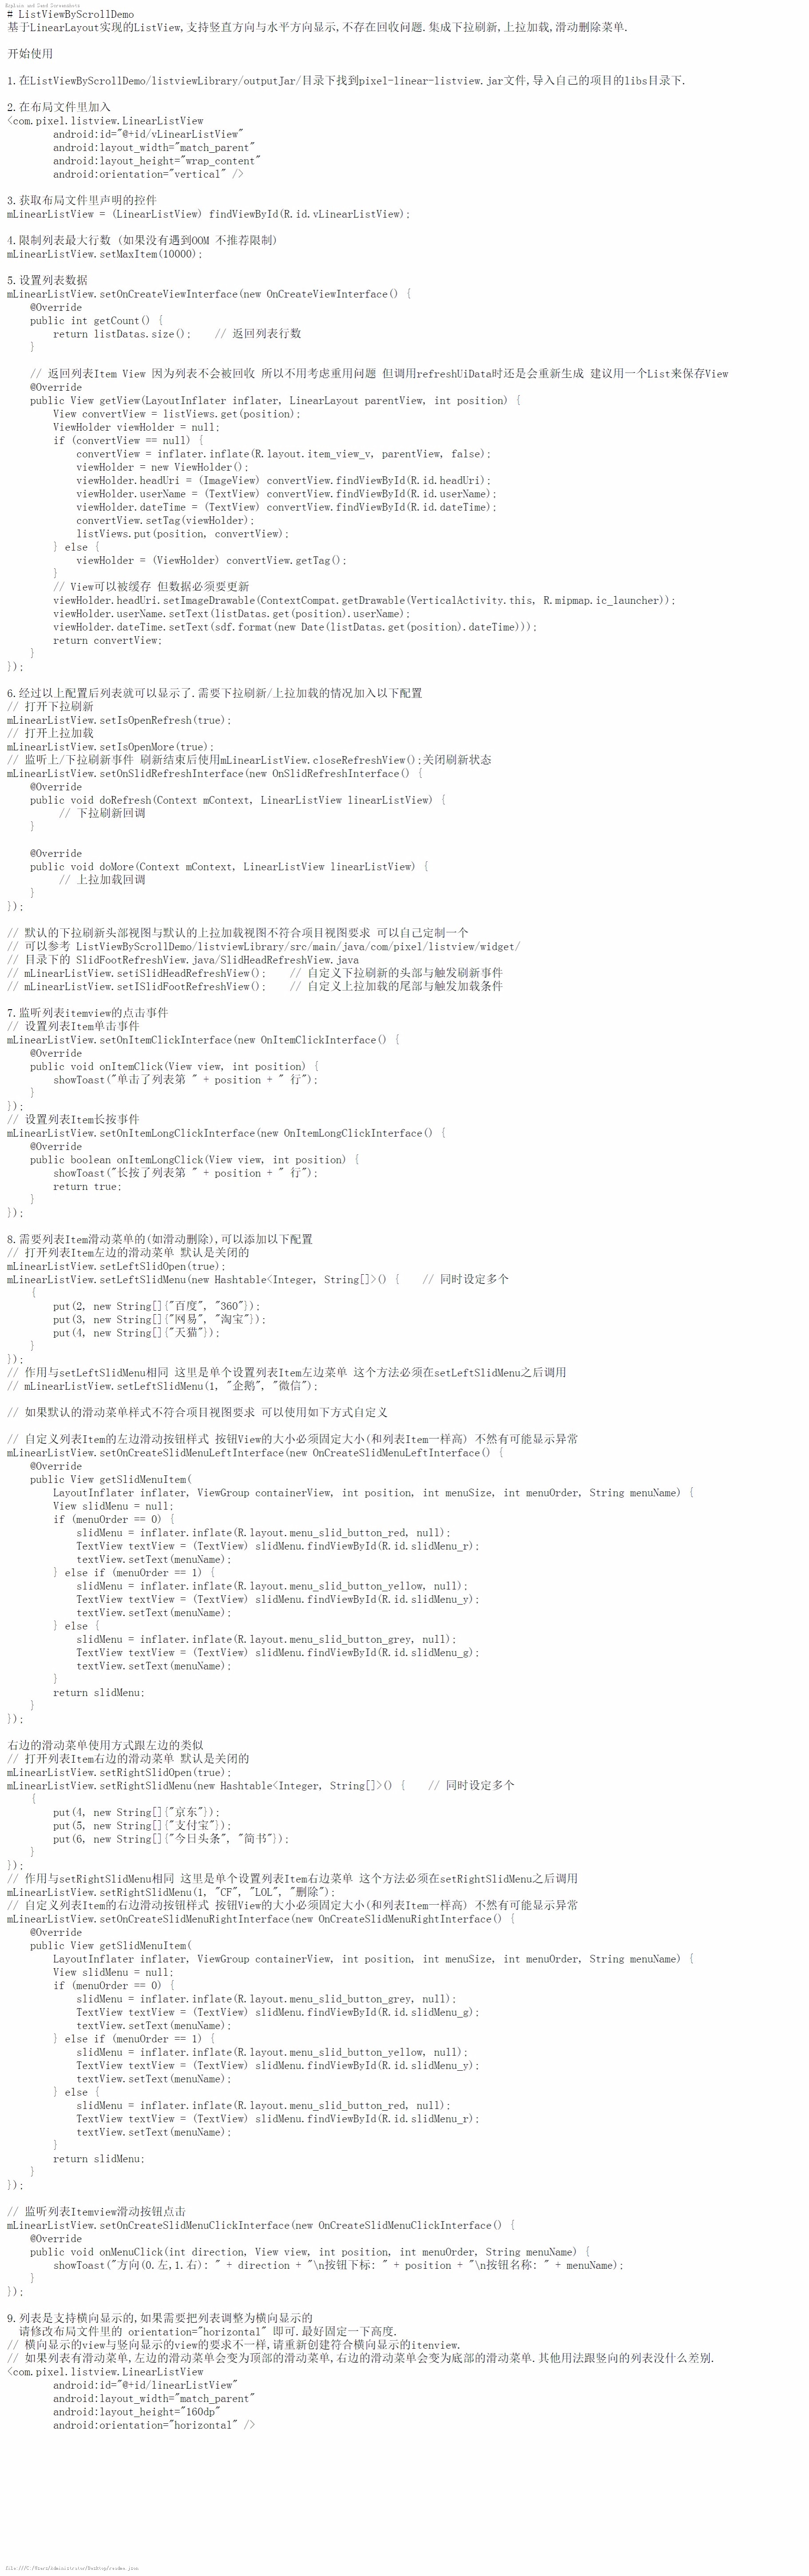 Explain and Send Screenshots
# ListViewByScrollDemo
基于LinearLayout实现的ListView,支持竖直方向与水平方向显示,不存在回收问题.集成下拉刷新,上拉加载,滑动删除菜单.
开始使用
1.在ListViewByScrollDemo/listviewLibrary/outputJar/目录下找到pixel-linear-listview.jar文件,导入自己的项目的libs目录下.
2.在布局文件里加入
<com.pixel.listview.LinearListView
        android:id="@+id/vLinearListView"
        android:layout_width="match_parent"
        android:layout_height="wrap_content"
        android:orientation="vertical" />
3.获取布局文件里声明的控件
mLinearListView = (LinearListView) findViewById(R.id.vLinearListView);
4.限制列表最大行数 (如果没有遇到OOM 不推荐限制)
mLinearListView.setMaxItem(10000);
5.设置列表数据
mLinearListView.setOnCreateViewInterface(new OnCreateViewInterface() {
    @Override
    public int getCount() {
        return listDatas.size();    // 返回列表行数
    }
    // 返回列表Item View 因为列表不会被回收 所以不用考虑重用问题 但调用refreshUiData时还是会重新生成 建议用一个List来保存View
    @Override
    public View getView(LayoutInflater inflater, LinearLayout parentView, int position) {
        View convertView = listViews.get(position);
        ViewHolder viewHolder = null;
        if (convertView == null) {
            convertView = inflater.inflate(R.layout.item_view_v, parentView, false);
            viewHolder = new ViewHolder();
            viewHolder.headUri = (ImageView) convertView.findViewById(R.id.headUri);
            viewHolder.userName = (TextView) convertView.findViewById(R.id.userName);
            viewHolder.dateTime = (TextView) convertView.findViewById(R.id.dateTime);
            convertView.setTag(viewHolder);
            listViews.put(position, convertView);
        } else {
            viewHolder = (ViewHolder) convertView.getTag();
        }
        // View可以被缓存 但数据必须要更新
        viewHolder.headUri.setImageDrawable(ContextCompat.getDrawable(VerticalActivity.this, R.mipmap.ic_launcher));
        viewHolder.userName.setText(listDatas.get(position).userName);
        viewHolder.dateTime.setText(sdf.format(new Date(listDatas.get(position).dateTime)));
        return convertView;
    }
});
6.经过以上配置后列表就可以显示了.需要下拉刷新/上拉加载的情况加入以下配置
// 打开下拉刷新
mLinearListView.setIsOpenRefresh(true);
// 打开上拉加载
mLinearListView.setIsOpenMore(true);
// 监听上/下拉刷新事件 刷新结束后使用mLinearListView.closeRefreshView();关闭刷新状态
mLinearListView.setOnSlidRefreshInterface(new OnSlidRefreshInterface() {
    @Override
    public void doRefresh(Context mContext, LinearListView linearListView) {
         // 下拉刷新回调
    }
    @Override
    public void doMore(Context mContext, LinearListView linearListView) {
         // 上拉加载回调
    }
});
// 默认的下拉刷新头部视图与默认的上拉加载视图不符合项目视图要求 可以自己定制一个
// 可以参考 ListViewByScrollDemo/listviewLibrary/src/main/java/com/pixel/listview/widget/
// 目录下的 SlidFootRefreshView.java/SlidHeadRefreshView.java
// mLinearListView.setiSlidHeadRefreshView();    // 自定义下拉刷新的头部与触发刷新事件
// mLinearListView.setISlidFootRefreshView();    // 自定义上拉加载的尾部与触发加载条件
7.监听列表itemview的点击事件
// 设置列表Item单击事件
mLinearListView.setOnItemClickInterface(new OnItemClickInterface() {
    @Override
    public void onItemClick(View view, int position) {
        showToast("单击了列表第 " + position + " 行");
    }
});
// 设置列表Item长按事件
mLinearListView.setOnItemLongClickInterface(new OnItemLongClickInterface() {
    @Override
    public boolean onItemLongClick(View view, int position) {
        showToast("长按了列表第 " + position + " 行");
        return true;
    }
});
8.需要列表Item滑动菜单的(如滑动删除),可以添加以下配置
// 打开列表Item左边的滑动菜单 默认是关闭的
mLinearListView.setLeftSlidOpen(true);
mLinearListView.setLeftSlidMenu(new Hashtable<Integer, String[]>() {    // 同时设定多个
    {
        put(2, new String[]{"百度", "360"});
        put(3, new String[]{"网易", "淘宝"});
        put(4, new String[]{"天猫"});
    }
});
// 作用与setLeftSlidMenu相同 这里是单个设置列表Item左边菜单 这个方法必须在setLeftSlidMenu之后调用
// mLinearListView.setLeftSlidMenu(1, "企鹅", "微信");
// 如果默认的滑动菜单样式不符合项目视图要求 可以使用如下方式自定义
// 自定义列表Item的左边滑动按钮样式 按钮View的大小必须固定大小(和列表Item一样高) 不然有可能显示异常
mLinearListView.setOnCreateSlidMenuLeftInterface(new OnCreateSlidMenuLeftInterface() {
    @Override
    public View getSlidMenuItem(
        LayoutInflater inflater, ViewGroup containerView, int position, int menuSize, int menuOrder, String menuName) {
        View slidMenu = null;
        if (menuOrder == 0) {
            slidMenu = inflater.inflate(R.layout.menu_slid_button_red, null);
            TextView textView = (TextView) slidMenu.findViewById(R.id.slidMenu_r);
            textView.setText(menuName);
        } else if (menuOrder == 1) {
            slidMenu = inflater.inflate(R.layout.menu_slid_button_yellow, null);
            TextView textView = (TextView) slidMenu.findViewById(R.id.slidMenu_y);
            textView.setText(menuName);
        } else {
            slidMenu = inflater.inflate(R.layout.menu_slid_button_grey, null);
            TextView textView = (TextView) slidMenu.findViewById(R.id.slidMenu_g);
            textView.setText(menuName);
        }
        return slidMenu;
    }
});
右边的滑动菜单使用方式跟左边的类似
// 打开列表Item右边的滑动菜单 默认是关闭的
mLinearListView.setRightSlidOpen(true);
mLinearListView.setRightSlidMenu(new Hashtable<Integer, String[]>() {    // 同时设定多个
    {
        put(4, new String[]{"京东"});
        put(5, new String[]{"支付宝"});
        put(6, new String[]{"今日头条", "简书"});
    }
});
// 作用与setRightSlidMenu相同 这里是单个设置列表Item右边菜单 这个方法必须在setRightSlidMenu之后调用
mLinearListView.setRightSlidMenu(1, "CF", "LOL", "删除");
// 自定义列表Item的右边滑动按钮样式 按钮View的大小必须固定大小(和列表Item一样高) 不然有可能显示异常
mLinearListView.setOnCreateSlidMenuRightInterface(new OnCreateSlidMenuRightInterface() {
    @Override
    public View getSlidMenuItem(
        LayoutInflater inflater, ViewGroup containerView, int position, int menuSize, int menuOrder, String menuName) {
        View slidMenu = null;
        if (menuOrder == 0) {
            slidMenu = inflater.inflate(R.layout.menu_slid_button_grey, null);
            TextView textView = (TextView) slidMenu.findViewById(R.id.slidMenu_g);
            textView.setText(menuName);
        } else if (menuOrder == 1) {
            slidMenu = inflater.inflate(R.layout.menu_slid_button_yellow, null);
            TextView textView = (TextView) slidMenu.findViewById(R.id.slidMenu_y);
            textView.setText(menuName);
        } else {
            slidMenu = inflater.inflate(R.layout.menu_slid_button_red, null);
            TextView textView = (TextView) slidMenu.findViewById(R.id.slidMenu_r);
            textView.setText(menuName);
        }
        return slidMenu;
    }
});
// 监听列表Itemview滑动按钮点击
mLinearListView.setOnCreateSlidMenuClickInterface(new OnCreateSlidMenuClickInterface() {
    @Override
    public void onMenuClick(int direction, View view, int position, int menuOrder, String menuName) {
        showToast("方向(0.左,1.右): " + direction + "\n按钮下标: " + position + "\n按钮名称: " + menuName);
    }
});
9.列表是支持横向显示的,如果需要把列表调整为横向显示的
  请修改布局文件里的 orientation="horizontal" 即可.最好固定一下高度.
// 横向显示的view与竖向显示的view的要求不一样,请重新创建符合横向显示的itenview.
// 如果列表有滑动菜单,左边的滑动菜单会变为顶部的滑动菜单,右边的滑动菜单会变为底部的滑动菜单.其他用法跟竖向的列表没什么差别.
<com.pixel.listview.LinearListView
        android:id="@+id/linearListView"
        android:layout_width="match_parent"
        android:layout_height="160dp"
        android:orientation="horizontal" />